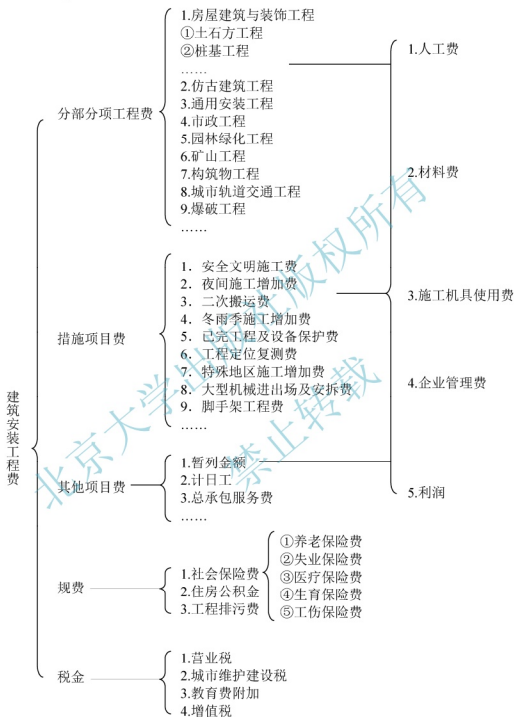 建筑安装工程费
分部分项工程费
1.房屋建筑与装饰工程
①土石方工程
②桩基工程
……
2.仿古建筑工程
3.通用安装工程
4.市政工程
5.园林绿化工程
6.矿山工程
7.构筑物工程
8.城市轨道交通工程
9.爆破工程
……
措施项目费
1．安全文明施工费
2．夜间施工增加费
3．二次搬运费
4．冬雨季施工增加费
5．已完工程及设备保护费
6．工程定位复测费
7．特殊地区施工增加费
8．大型机械进出场及安拆费
9．脚手架工程费
……
其他项目费
1.暂列金额
2.计日工
3.总承包服务费
……
1.人工费
2.材料费
3.施工机具使用费
4.企业管理费
5.利润
规费
1.社会保险费
2.住房公积金
3.工程排污费
①养老保险费
②失业保险费
③医疗保险费
④生育保险费
⑤工伤保险费
税金
1.营业税
2.城市维护建设税
3.教育费附加
4.增值税
北京大学出版社版权所有
禁止转载